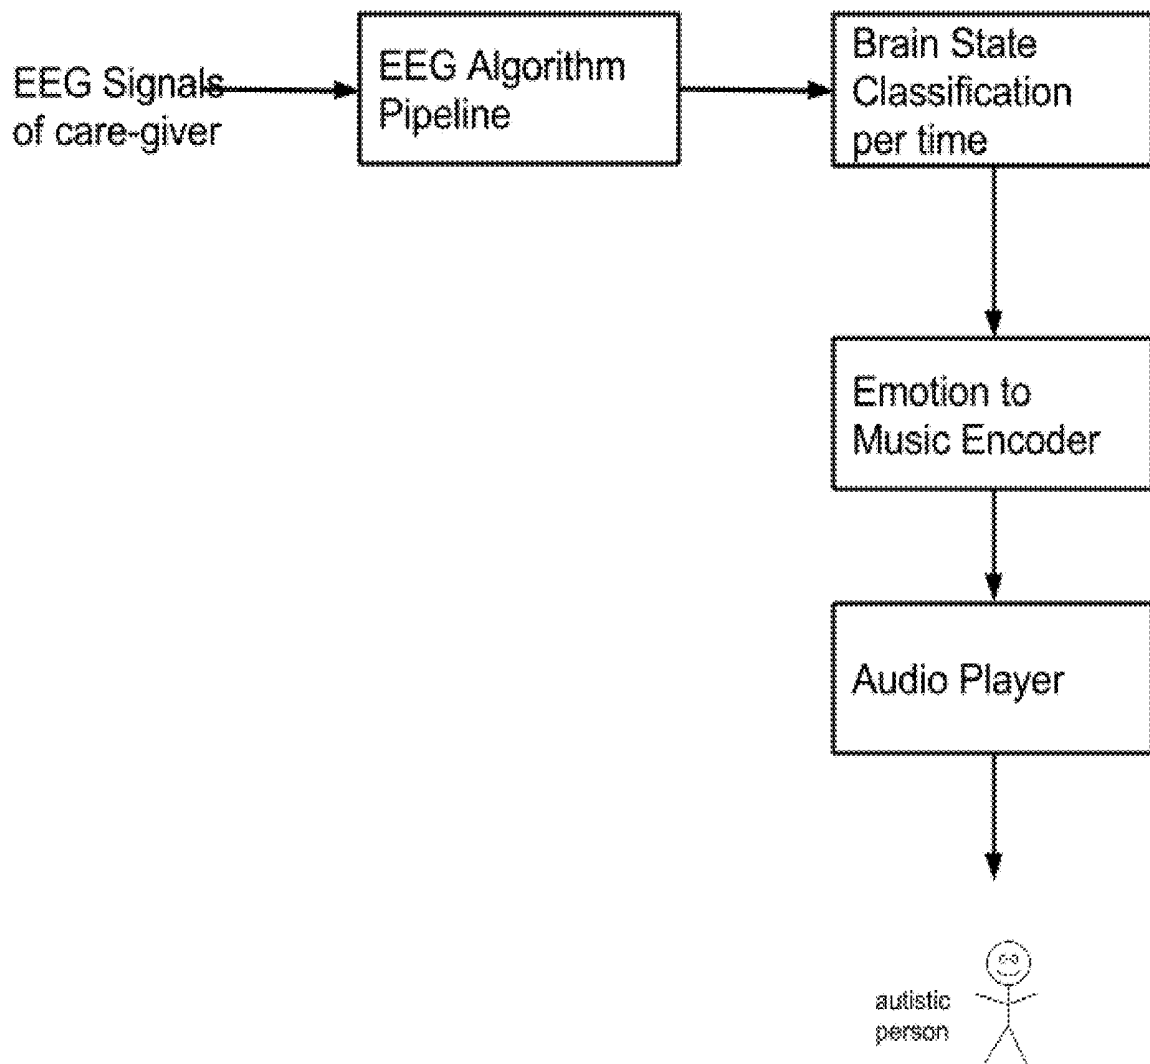 EEG Signals
of care-giver
EEG Algorithm
Pipeline
Brain State
Classification
per time
Emotion to
Music Encoder
Audio Player
autistic
person